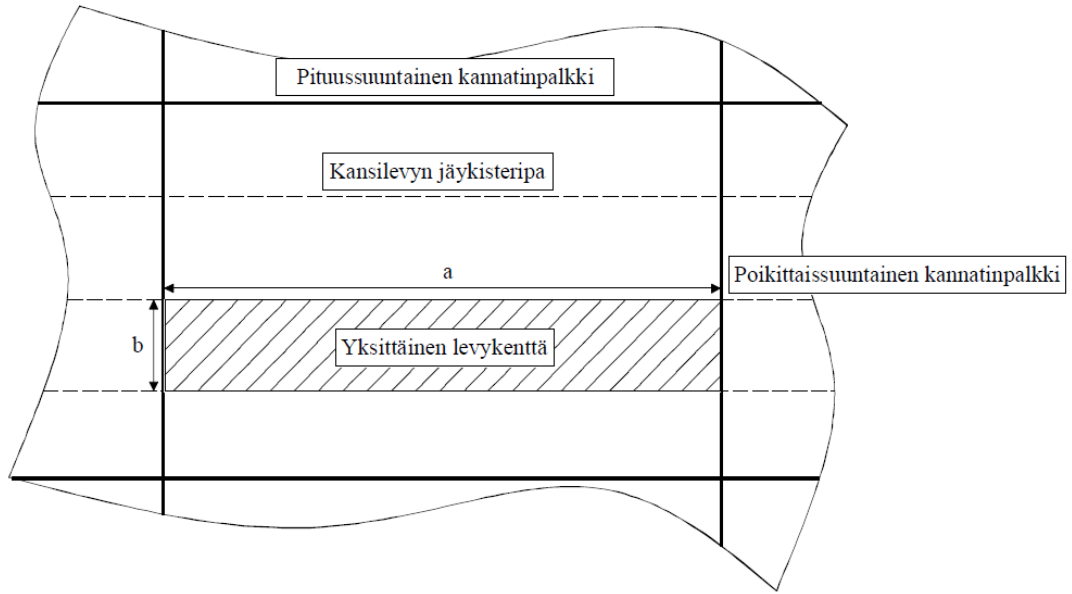 Pituussuuntainen kannatinpalkki
Kansilevyn jäykisteripa
a
Poikittaissuuntainen kannatinpalkki
b
Yksittäinen levykenttä